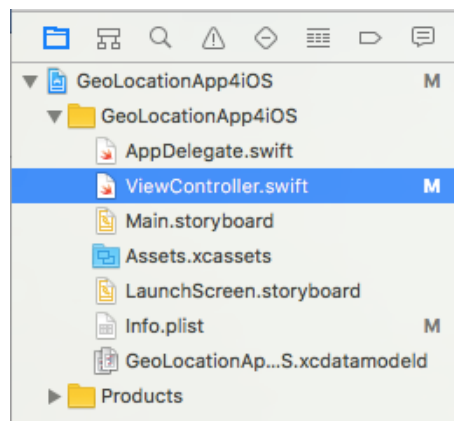 GeoLocationApp4iOS M
GeoLocationApp4iOS
AppDelegate.swift
ViewController.swift M
Main.storyboard
Assets.xcassets
LaunchScreen.storyboard
Info.plist M
GeoLocationAp...S.xcdatamodeld
Products